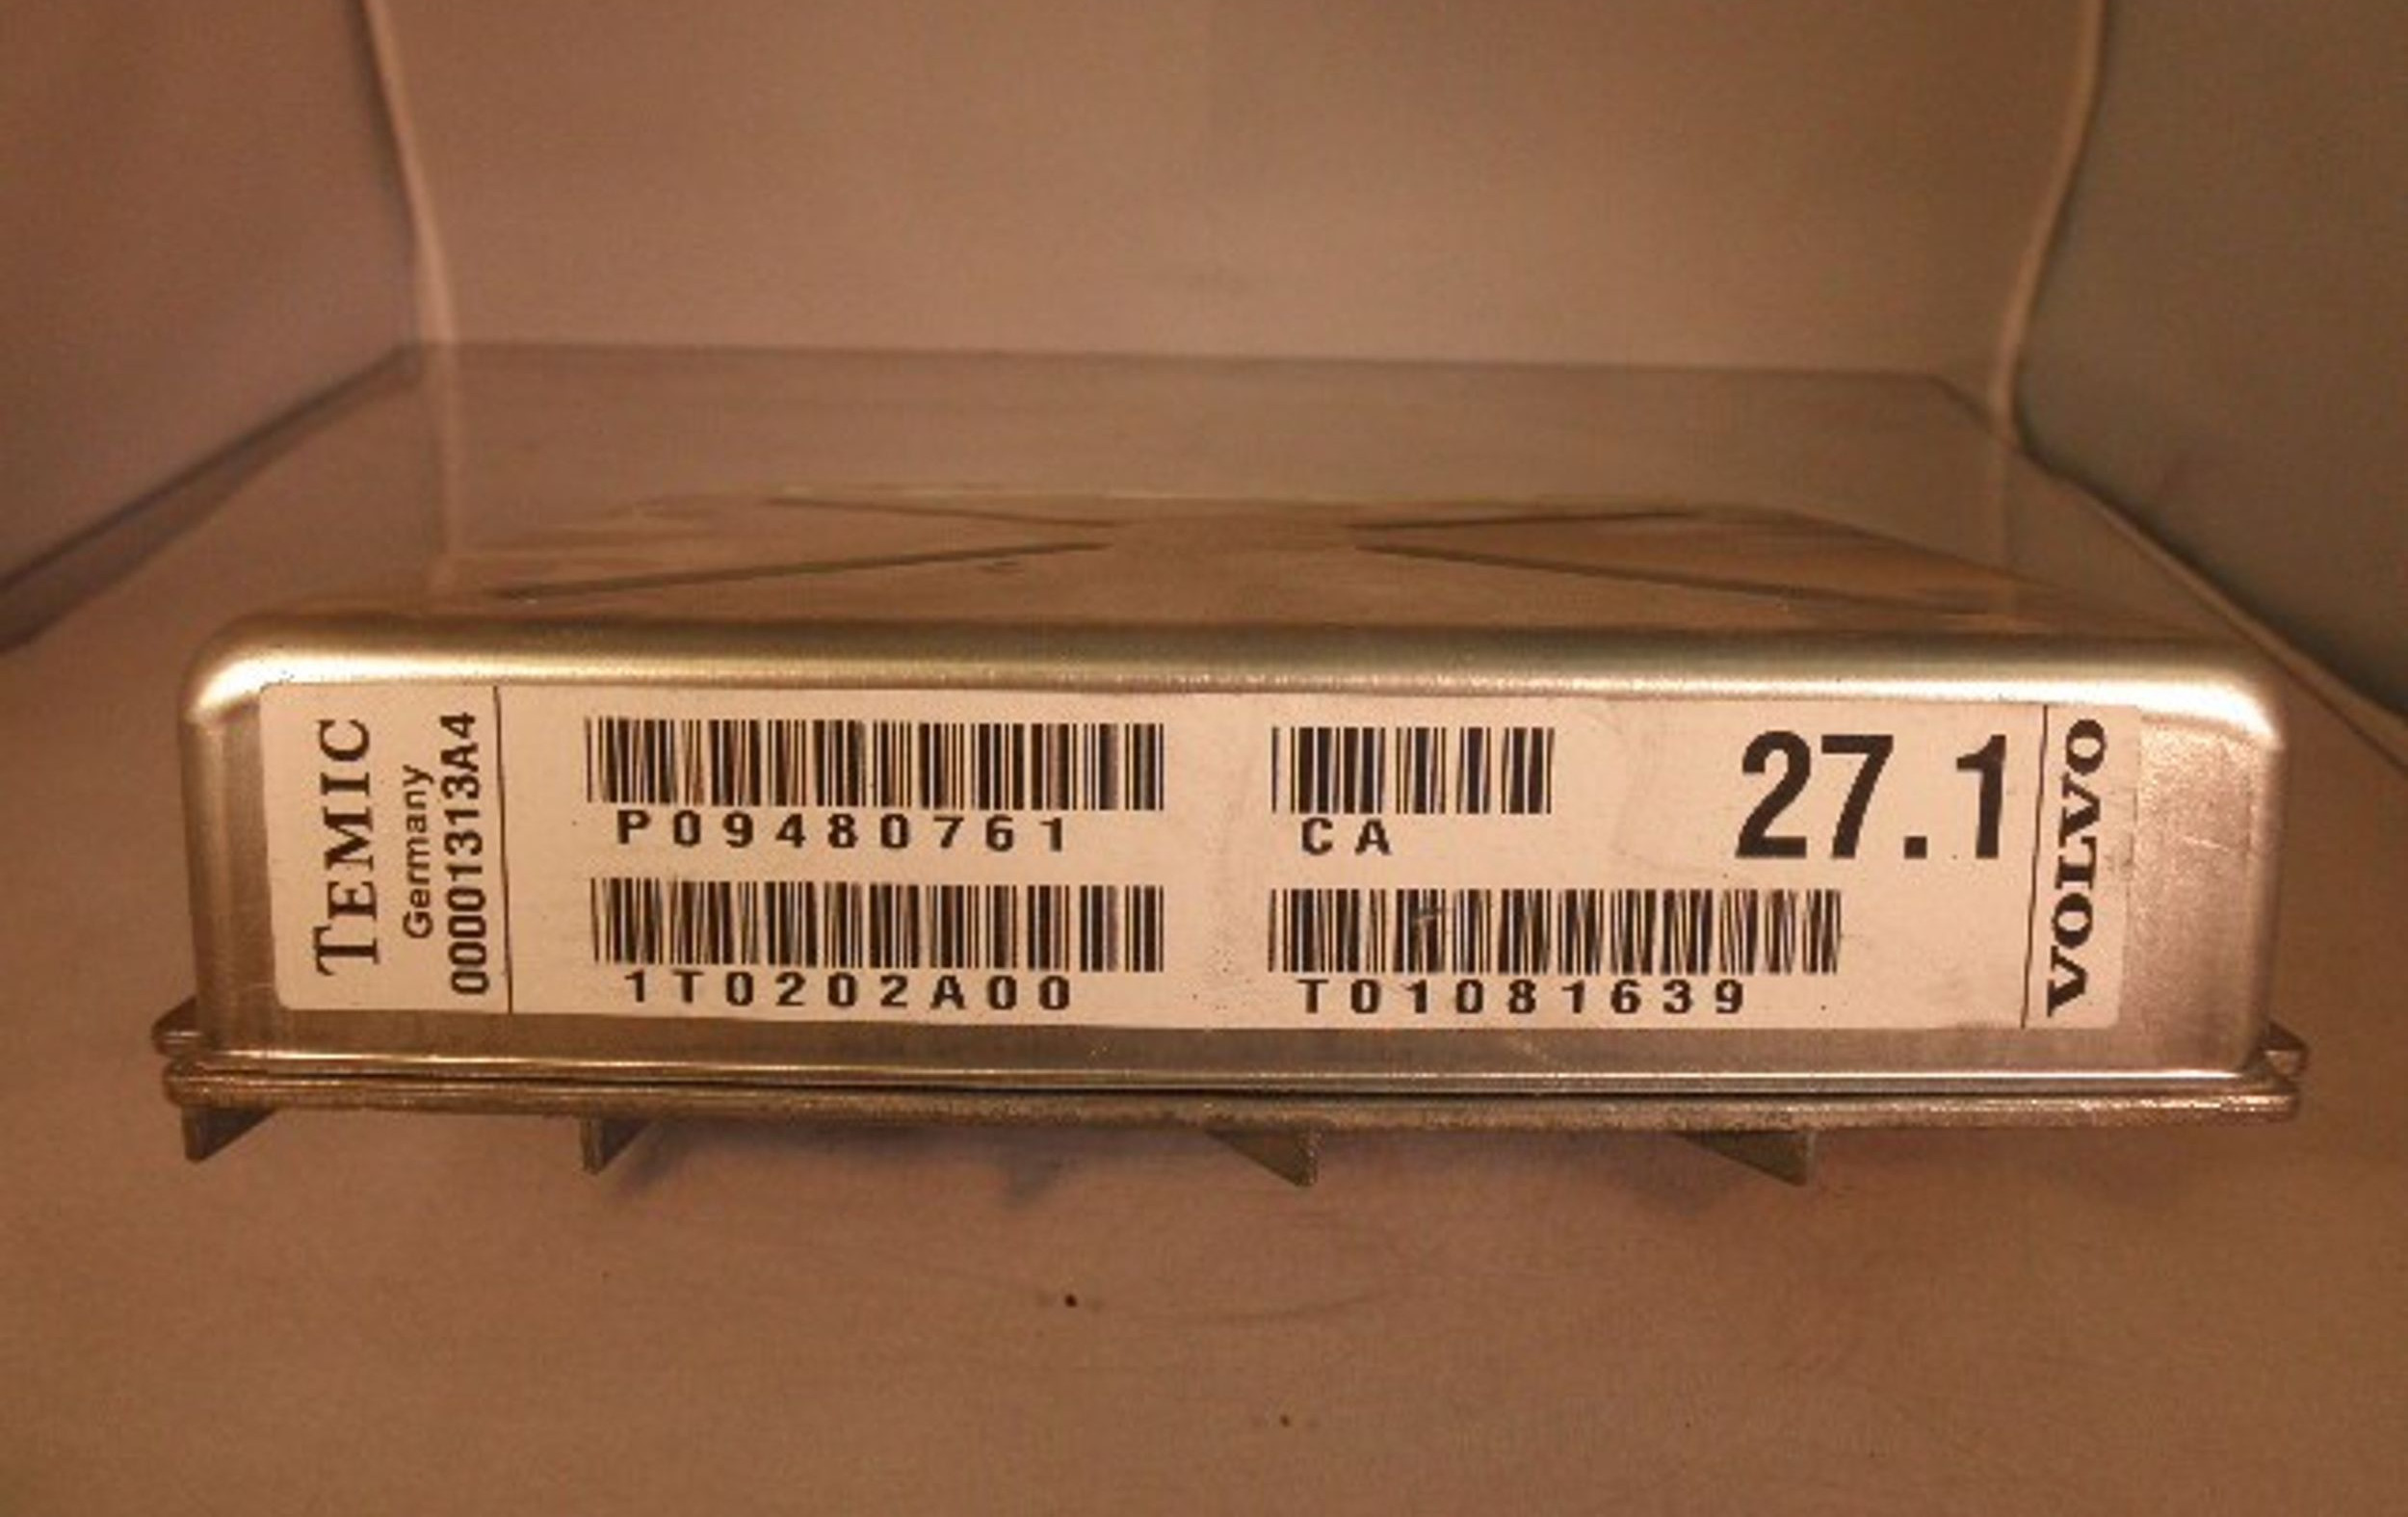 TEMIC
Germany
00001313A4
P09480761
CA
27.1
1T0202A00
T01081639
VOLVO